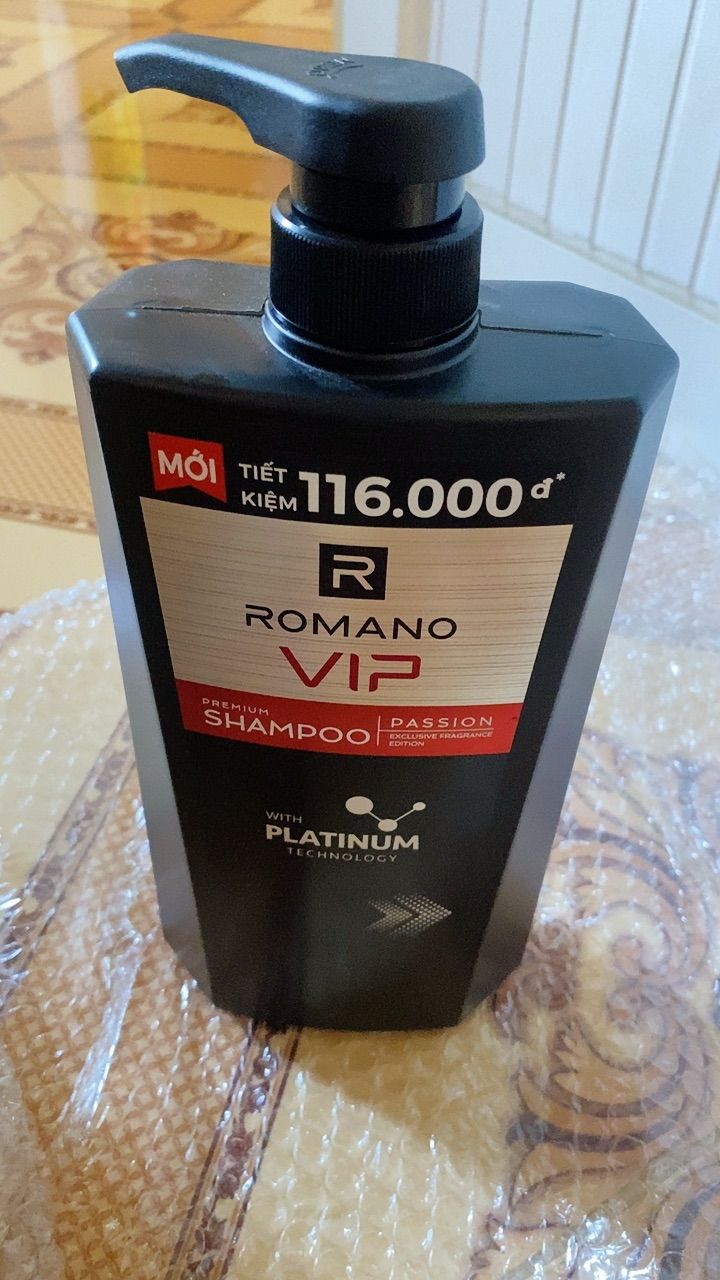 MỚI
TIẾT
KIỆM 116.000đ*
R
ROMANO
VIP
PREMIUM
SHAMPOO
PASSION
EXCLUSIVE FRAGRANCE
EDITION
WITH
PLATINUM
TECHNOLOGY